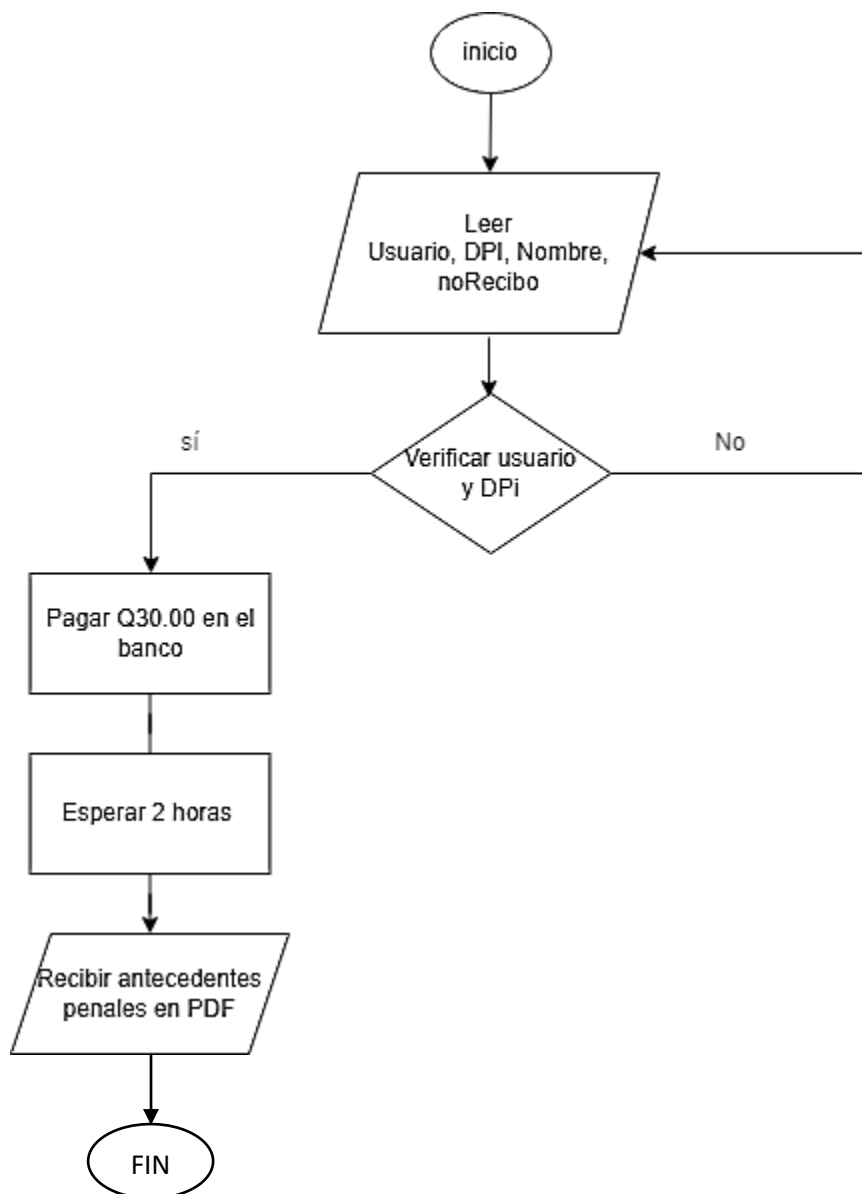 inicio
Leer
Usuario, DPI, Nombre,
noRecibo
sí
No
Verificar usuario
y DPi
Pagar Q30.00 en el
banco
Esperar 2 horas
Recibir antecedentes
penales en PDF
FIN